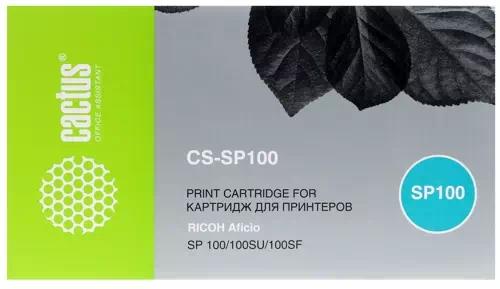 cactus
OFFICE ASSISTANT
CS-SP100
PRINT CARTRIDGE FOR
КАРТРИДЖ ДЛЯ ПРИНТЕРОВ
RICOH Aficio
SP 100/100SU/100SF
SP100